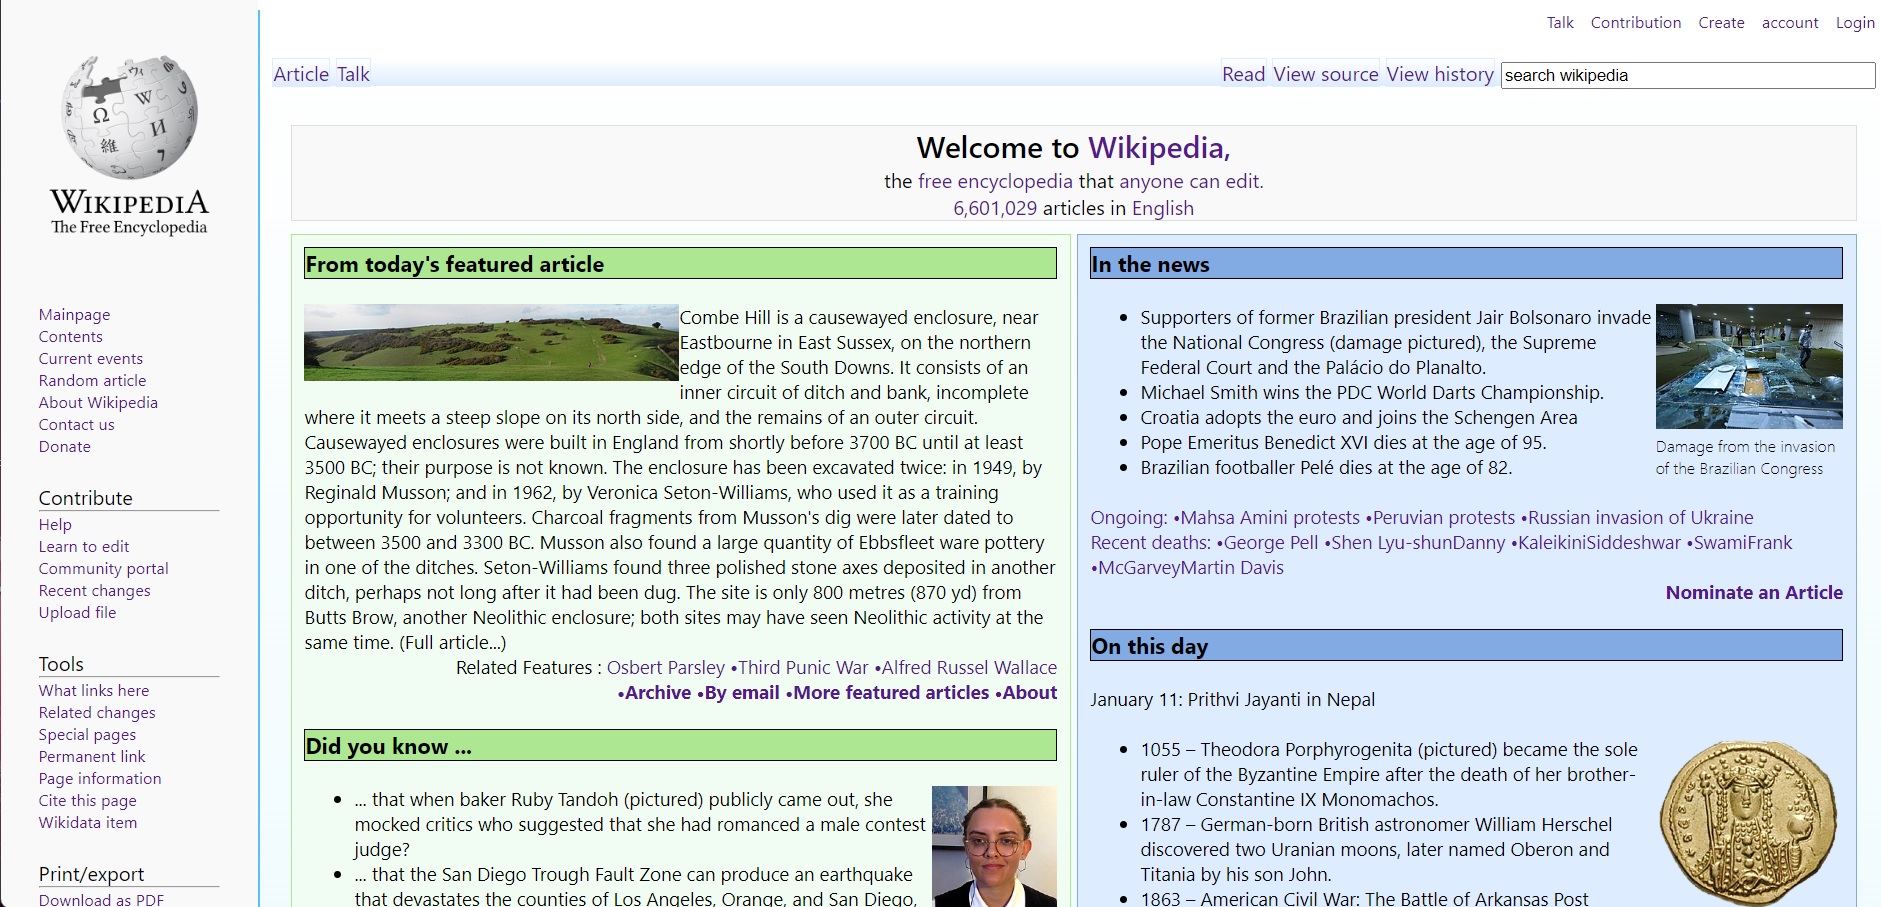 Talk Contribution Create account Login
Article Talk
Read View source View history search wikipedia
Ω W И 維 ウィ 7
WIKIPEDIA
The Free Encyclopedia
Mainpage
Contents
Current events
Random article
About Wikipedia
Contact us
Donate
Contribute
Help
Learn to edit
Community portal
Recent changes
Upload file
Tools
What links here
Related changes
Special pages
Permanent link
Page information
Cite this page
Wikidata item
Print/export
Download as PDF
Welcome to Wikipedia,
the free encyclopedia that anyone can edit.
6,601,029 articles in English
From today's featured article
Combe Hill is a causewayed enclosure, near
Eastbourne in East Sussex, on the northern
edge of the South Downs. It consists of an
inner circuit of ditch and bank, incomplete
where it meets a steep slope on its north side, and the remains of an outer circuit.
Causewayed enclosures were built in England from shortly before 3700 BC until at least
3500 BC; their purpose is not known. The enclosure has been excavated twice: in 1949, by
Reginald Musson; and in 1962, by Veronica Seton-Williams, who used it as a training
opportunity for volunteers. Charcoal fragments from Musson's dig were later dated to
between 3500 and 3300 BC. Musson also found a large quantity of Ebbsfleet ware pottery
in one of the ditches. Seton-Williams found three polished stone axes deposited in another
ditch, perhaps not long after it had been dug. The site is only 800 metres (870 yd) from
Butts Brow, another Neolithic enclosure; both sites may have seen Neolithic activity at the
same time. (Full article...)
Related Features : Osbert Parsley •Third Punic War •Alfred Russel Wallace
•Archive •By email •More featured articles •About
Did you know ...
• ... that when baker Ruby Tandoh (pictured) publicly came out, she
mocked critics who suggested that she had romanced a male contest
judge?
• ... that the San Diego Trough Fault Zone can produce an earthquake
that devastates the counties of Los Angeles, Orange, and San Diego,
In the news
• Supporters of former Brazilian president Jair Bolsonaro invade
the National Congress (damage pictured), the Supreme
Federal Court and the Palácio do Planalto.
• Michael Smith wins the PDC World Darts Championship.
• Croatia adopts the euro and joins the Schengen Area
• Pope Emeritus Benedict XVI dies at the age of 95.
• Brazilian footballer Pelé dies at the age of 82.
Damage from the invasion
of the Brazilian Congress
Ongoing: •Mahsa Amini protests •Peruvian protests •Russian invasion of Ukraine
Recent deaths: •George Pell •Shen Lyu-shunDanny •KaleikiniSiddeshwar •SwamiFrank
•McGarveyMartin Davis
Nominate an Article
On this day
January 11: Prithvi Jayanti in Nepal
• 1055 – Theodora Porphyrogenita (pictured) became the sole
ruler of the Byzantine Empire after the death of her brother-
in-law Constantine IX Monomachos.
• 1787 – German-born British astronomer William Herschel
discovered two Uranian moons, later named Oberon and
Titania by his son John.
• 1863 – American Civil War: The Battle of Arkansas Post